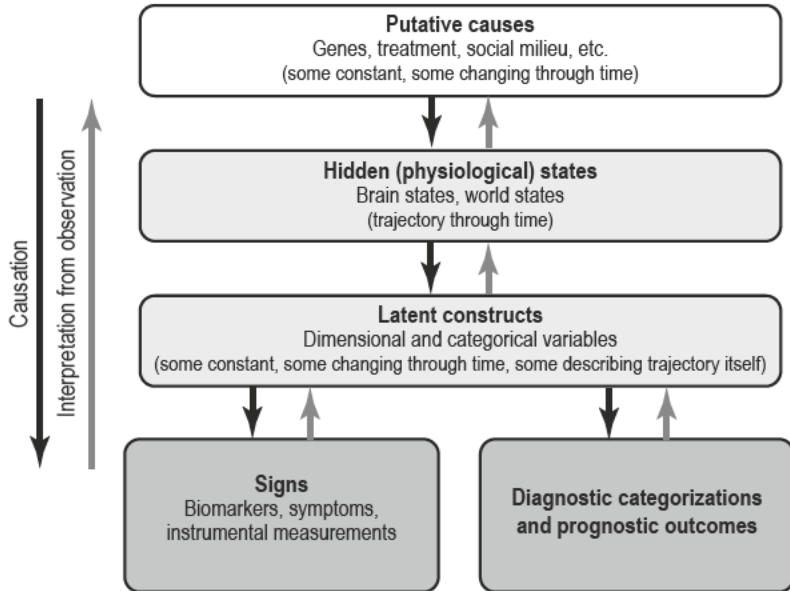 Putative causes
Genes, treatment, social milieu, etc.
(some constant, some changing through time)
Causation
Interpretation from observation
Hidden (physiological) states
Brain states, world states
(trajectory through time)
Latent constructs
Dimensional and categorical variables
(some constant, some changing through time, some describing trajectory itself)
Signs
Biomarkers, symptoms,
instrumental measurements
Diagnostic categorizations
and prognostic outcomes